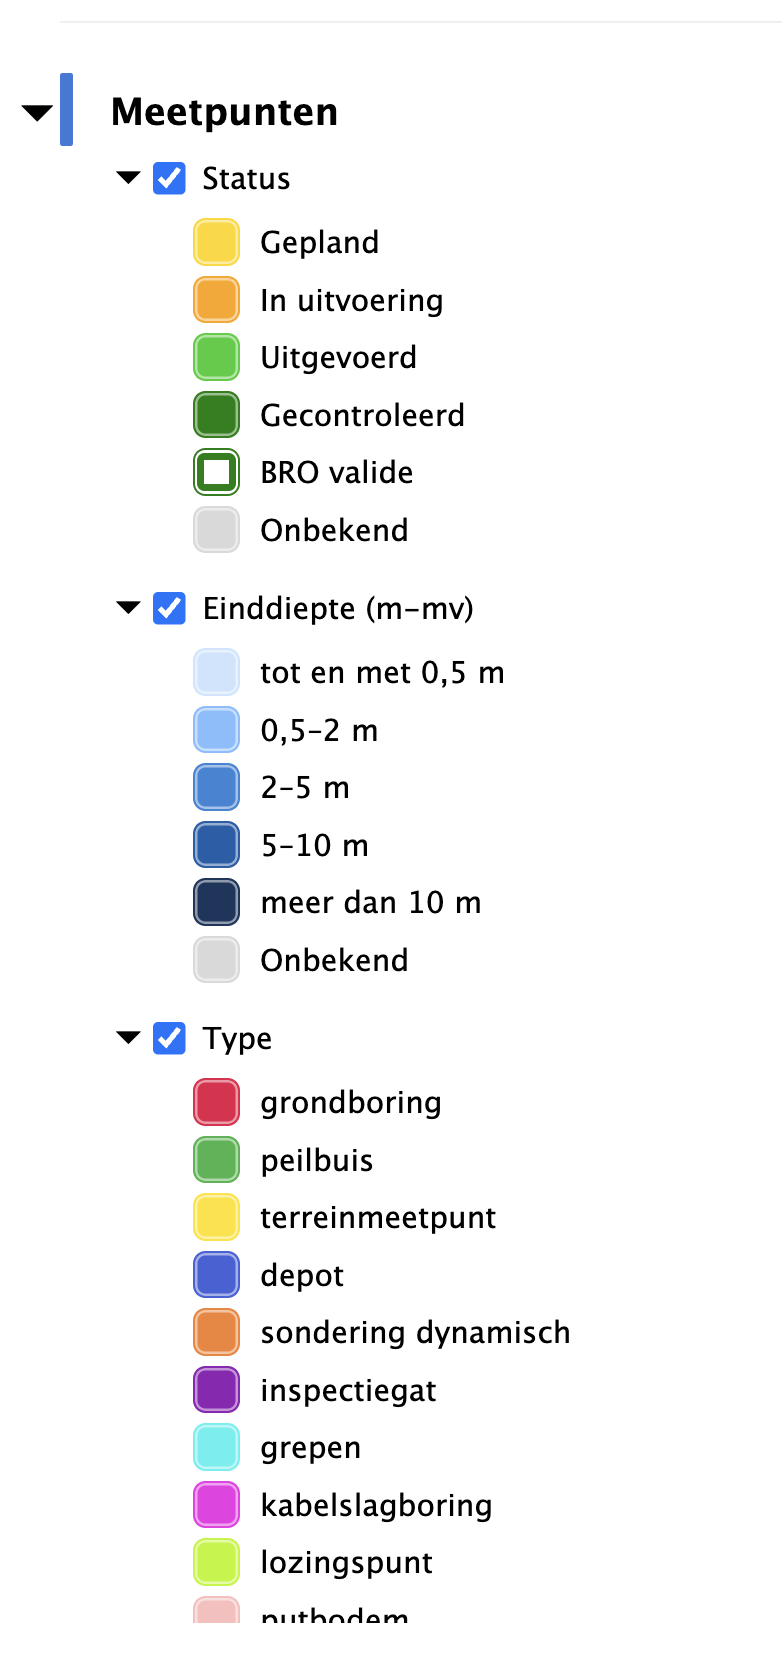 Meetpunten
Status
Gepland
In uitvoering
Uitgevoerd
Gecontroleerd
BRO valide
Onbekend
Einddiepte (m-mv)
tot en met 0,5 m
0,5-2 m
2-5 m
5-10 m
meer dan 10 m
Onbekend
Type
grondboring
peilbuis
terreinmeetpunt
depot
sondering dynamisch
inspectiegat
grepen
kabelslagboring
lozingspunt
putbodem